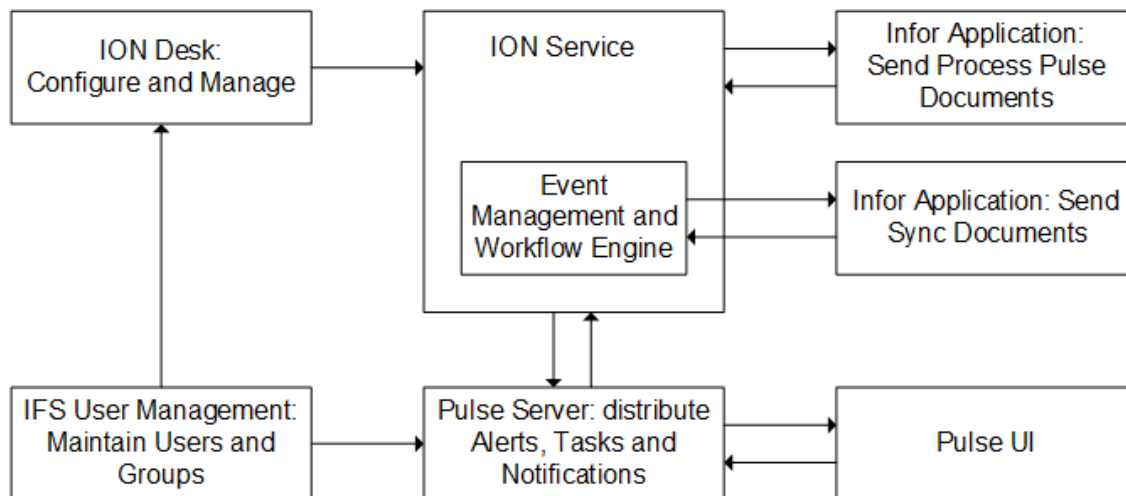 ION Desk:
Configure and Manage
ION Service
Infor Application:
Send Process Pulse
Documents
Event
Management and
Workflow Engine
Infor Application: Send
Sync Documents
IFS User Management:
Maintain Users and
Groups
Pulse Server: distribute
Alerts, Tasks and
Notifications
Pulse UI